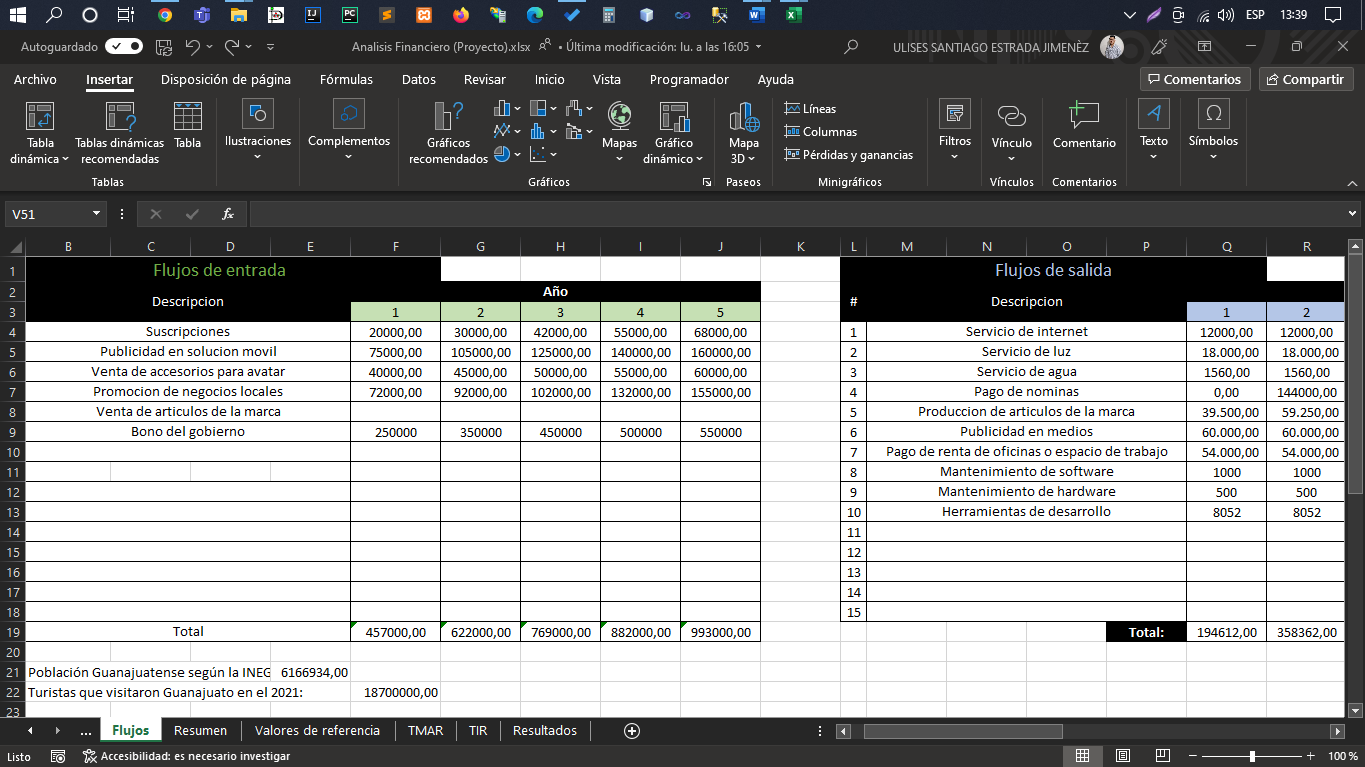 ESP 13:39
Autoguardado Analisis Financiero (Proyecto).xlsx • Última modificación: lu. a las 16:05 ULISES SANTIAGO ESTRADA JIMENÈZ
Archivo Insertar Disposición de página Fórmulas Datos Revisar Inicio Vista Programador Ayuda Comentarios Compartir
Tabla dinámica
Tablas dinámicas recomendadas
Tabla
Ilustraciones
Complementos
Gráficos recomendados
Mapas
Gráfico dinámico
Mapa 3D
Líneas
Columnas
Pérdidas y ganancias
Filtros
Vínculo
Comentario
Texto
Símbolos
Tablas Gráficos Paseos Minigráficos Vínculos Comentarios
V51 fx
B C D E F G H I J K L M N O P Q R
1 Flujos de entrada Flujos de salida
2 Descripcion Año # Descripcion
3 1 2 3 4 5 1 2
4 Suscripciones 20000,00 30000,00 42000,00 55000,00 68000,00 1 Servicio de internet 12000,00 12000,00
5 Publicidad en solucion movil 75000,00 105000,00 125000,00 140000,00 160000,00 2 Servicio de luz 18.000,00 18.000,00
6 Venta de accesorios para avatar 40000,00 45000,00 50000,00 55000,00 60000,00 3 Servicio de agua 1560,00 1560,00
7 Promocion de negocios locales 72000,00 92000,00 102000,00 132000,00 155000,00 4 Pago de nominas 0,00 144000,00
8 Venta de articulos de la marca 5 Produccion de articulos de la marca 39.500,00 59.250,00
9 Bono del gobierno 250000 350000 450000 500000 550000 6 Publicidad en medios 60.000,00 60.000,00
10 7 Pago de renta de oficinas o espacio de trabajo 54.000,00 54.000,00
11 8 Mantenimiento de software 1000 1000
12 9 Mantenimiento de hardware 500 500
13 10 Herramientas de desarrollo 8052 8052
14 11
15 12
16 13
17 14
18 15
19 Total 457000,00 622000,00 769000,00 882000,00 993000,00 Total: 194612,00 358362,00
20
21 Población Guanajuatense según la INEG 6166934,00
22 Turistas que visitaron Guanajuato en el 2021: 18700000,00
23
... Flujos Resumen Valores de referencia TMAR TIR Resultados
Listo Accesibilidad: es necesario investigar 100 %